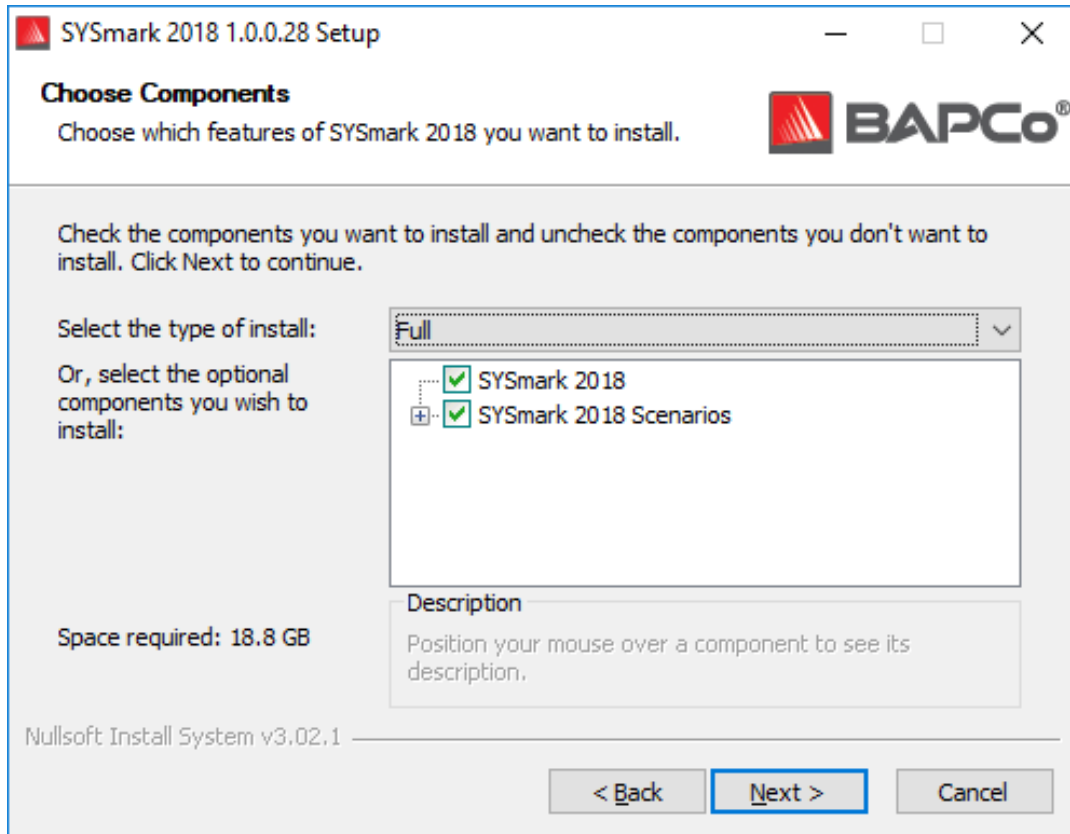 SYSmark 2018 1.0.0.28 Setup
Choose Components
Choose which features of SYSmark 2018 you want to install.
BAPCo®
Check the components you want to install and uncheck the components you don't want to
install. Click Next to continue.
Select the type of install:
Full
Or, select the optional
components you wish to
install:
SYSmark 2018
SYSmark 2018 Scenarios
Space required: 18.8 GB
Description
Position your mouse over a component to see its
description.
Nullsoft Install System v3.02.1
< Back
Next >
Cancel